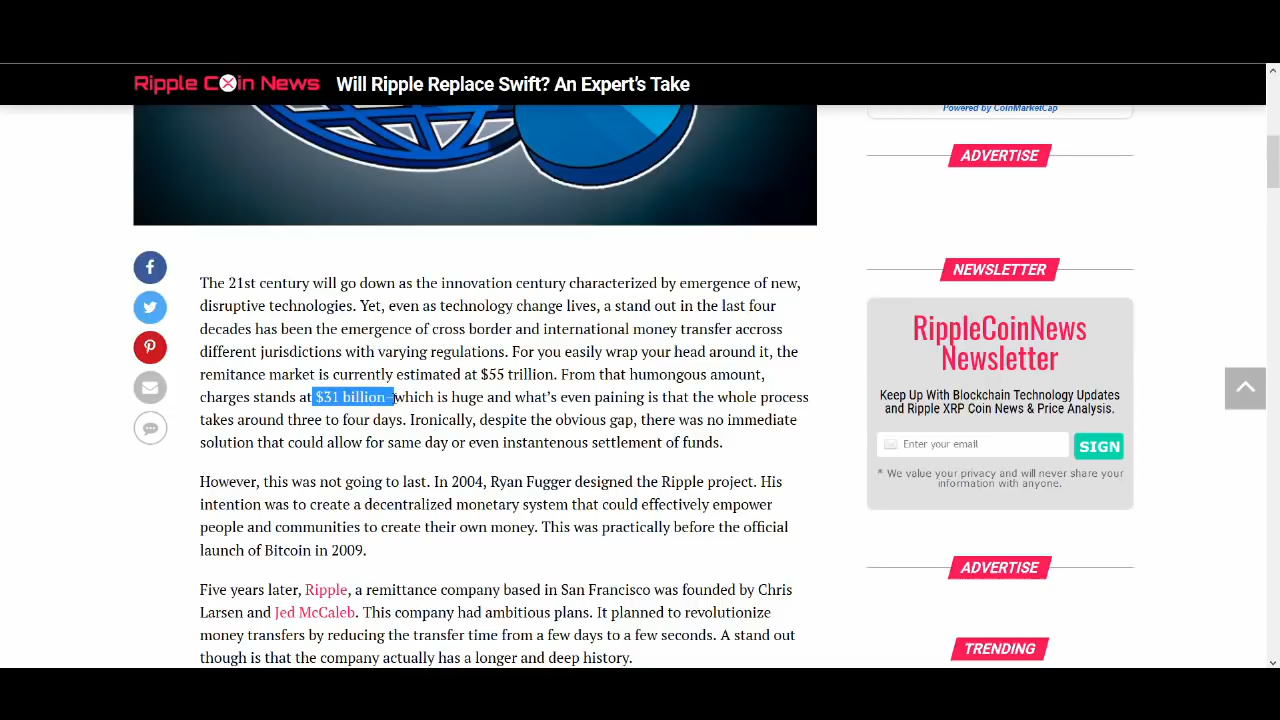 Ripple Coin News
Will Ripple Replace Swift? An Expert's Take
Powered by CoinMarketCap
ADVERTISE
The 21st century will go down as the innovation century characterized by emergence of new,
disruptive technologies. Yet, even as technology change lives, a stand out in the last four
decades has been the emergence of cross border and international money transfer accross
different jurisdictions with varying regulations. For you easily wrap your head around it, the
remitance market is currently estimated at $55 trillion. From that humongous amount,
charges stands at $31 billion–which is huge and what's even paining is that the whole process
takes around three to four days. Ironically, despite the obvious gap, there was no immediate
solution that could allow for same day or even instantenous settlement of funds.
However, this was not going to last. In 2004, Ryan Fugger designed the Ripple project. His
intention was to create a decentralized monetary system that could effectively empower
people and communities to create their own money. This was practically before the official
launch of Bitcoin in 2009.
Five years later, Ripple, a remittance company based in San Francisco was founded by Chris
Larsen and Jed McCaleb. This company had ambitious plans. It planned to revolutionize
money transfers by reducing the transfer time from a few days to a few seconds. A stand out
though is that the company actually has a longer and deep history.
NEWSLETTER
RippleCoinNews
Newsletter
Keep Up With Blockchain Technology Updates
and Ripple XRP Coin News & Price Analysis.
Enter your email
SIGN
* We value your privacy and will never share your
information with anyone.
ADVERTISE
TRENDING